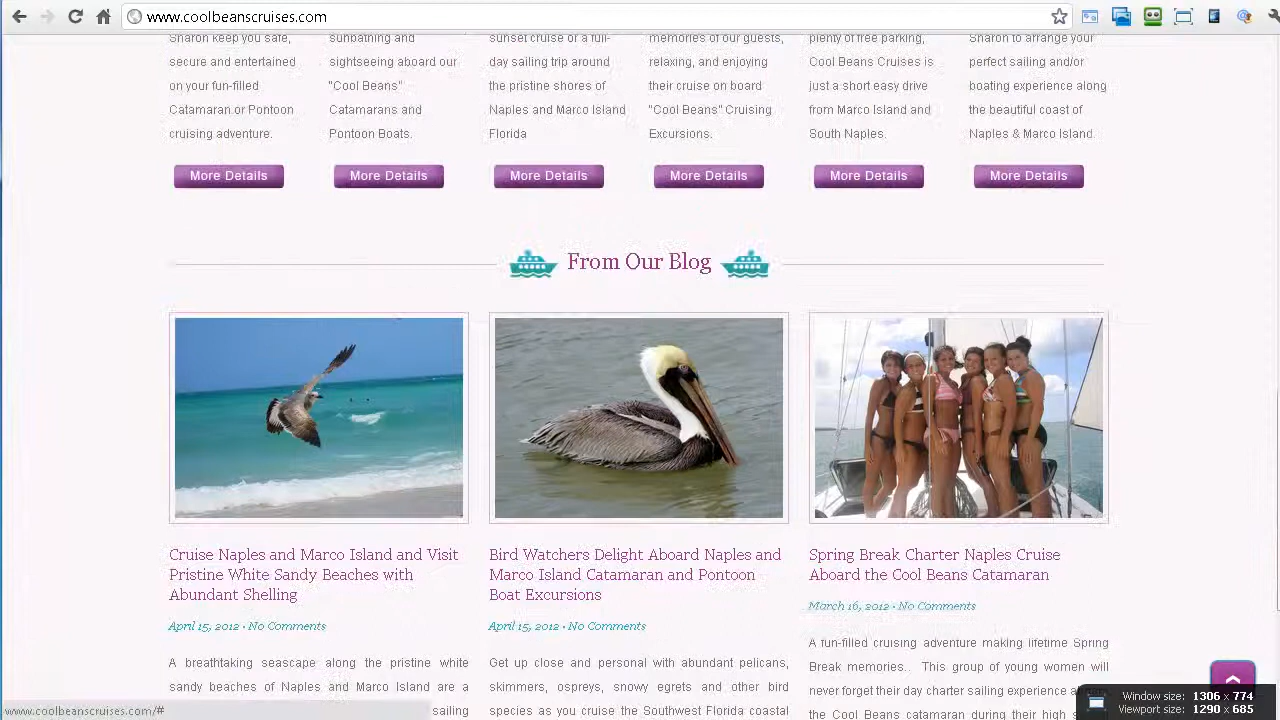 www.coolbeanscruises.com
Sharon keep you safe,
secure and entertained
on your fun-filled
Catamaran or Pontoon
cruising adventure.
sunbathing and
sightseeing aboard our
"Cool Beans"
Catamarans and
Pontoon Boats.
sunset cruise or a full-
day sailing trip around
the pristine shores of
Naples and Marco Island
Florida
memories of our guests,
relaxing, and enjoying
their cruise on board
"Cool Beans" Cruising
Excursions.
plenty of free parking,
Cool Beans Cruises is
just a short easy drive
from Marco Island and
South Naples.
Sharon to arrange your
perfect sailing and/or
boating experience along
the beautiful coast of
Naples & Marco Island.
More Details
More Details
More Details
More Details
More Details
More Details
From Our Blog
Cruise Naples and Marco Island and Visit
Pristine White Sandy Beaches with
Abundant Shelling
April 15, 2012 · No Comments
A breathtaking seascape along the pristine white
sandy beaches of Naples and Marco Island are a
sailing
Bird Watchers Delight Aboard Naples and
Marco Island Catamaran and Pontoon
Boat Excursions
April 15, 2012 · No Comments
Get up close and personal with abundant pelicans,
skimmers, ospreys, snowy egrets and other bird
species and cruise the Southwest Florida coastal
Spring Break Charter Naples Cruise
Aboard the Cool Beans Catamaran
March 16, 2012 · No Comments
A fun-filled cruising adventure making lifetime Spring
Break memories.. This group of young women will
never forget their day charter sailing experience
the Cool Beans catamaran during their high
www.coolbeanscruises.com/#
Window size: 1306 x 774
Viewport size: 1290 x 685